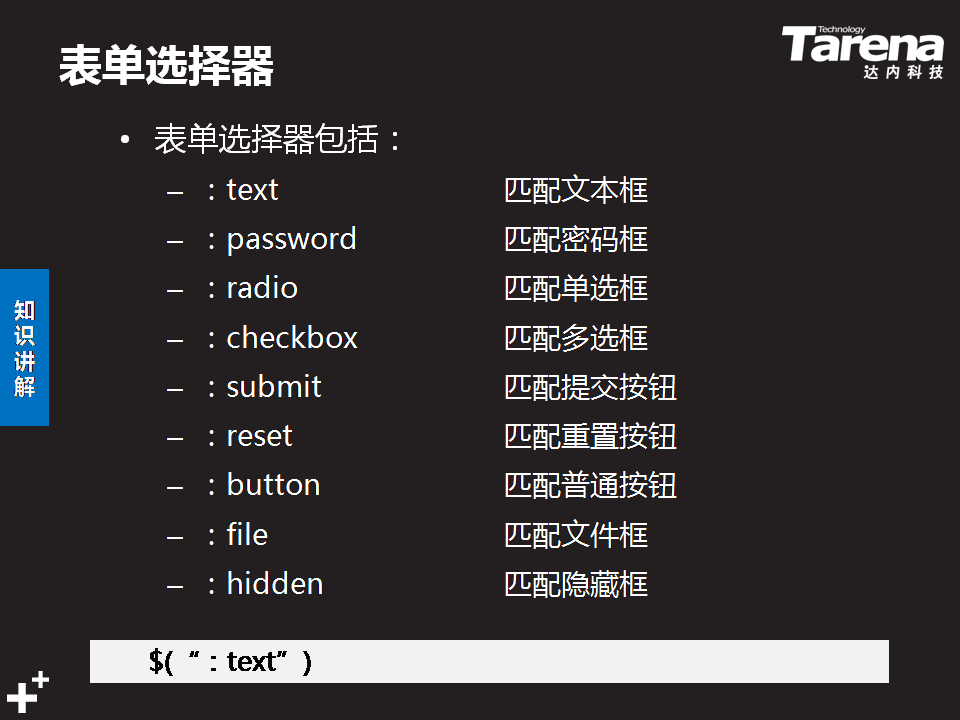 表单选择器
Technology
Tarena
达内科技
• 表单选择器包括：
– ：text 匹配文本框
– ：password 匹配密码框
– ：radio 匹配单选框
– ：checkbox 匹配多选框
– ：submit 匹配提交按钮
– ：reset 匹配重置按钮
– ：button 匹配普通按钮
– ：file 匹配文件框
– ：hidden 匹配隐藏框
知识讲解
$(“：text”)